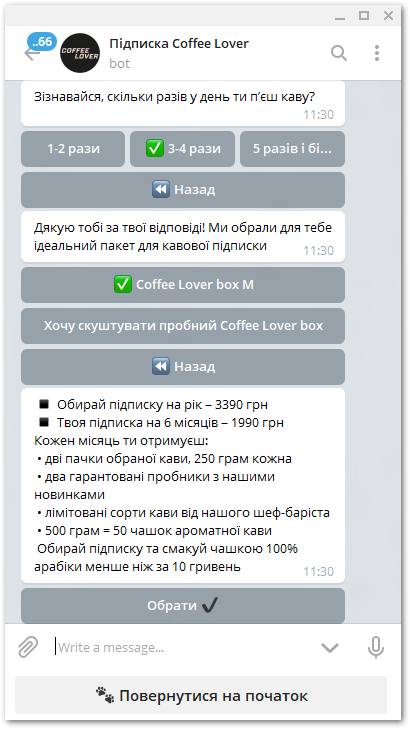 ..66
COFFEE
LOVER
Підписка Coffee Lover
bot
Зізнавайся, скільки разів у день ти п’єш каву?
11:30
1-2 рази
✅ 3-4 рази
5 разів і бі...
⏪ Назад
Дякую тобі за твої відповіді! Ми обрали для тебе
ідеальний пакет для кавової підписки
11:30
✅ Coffee Lover box M
Хочу скуштувати пробний Coffee Lover box
⏪ Назад
◾ Обирай підписку на рік – 3390 грн
◾ Твоя підписка на 6 місяців – 1990 грн
Кожен місяць ти отримуєш:
• дві пачки обраної кави, 250 грам кожна
• два гарантовані пробники з нашими
новинками
• лімітовані сорти кави від нашого шеф-баріста
• 500 грам = 50 чашок ароматної кави
Обирай підписку та смакуй чашкою 100%
арабіки менше ніж за 10 гривень
11:30
Обрати ✔
Write a message...
🐾 Повернутися на початок